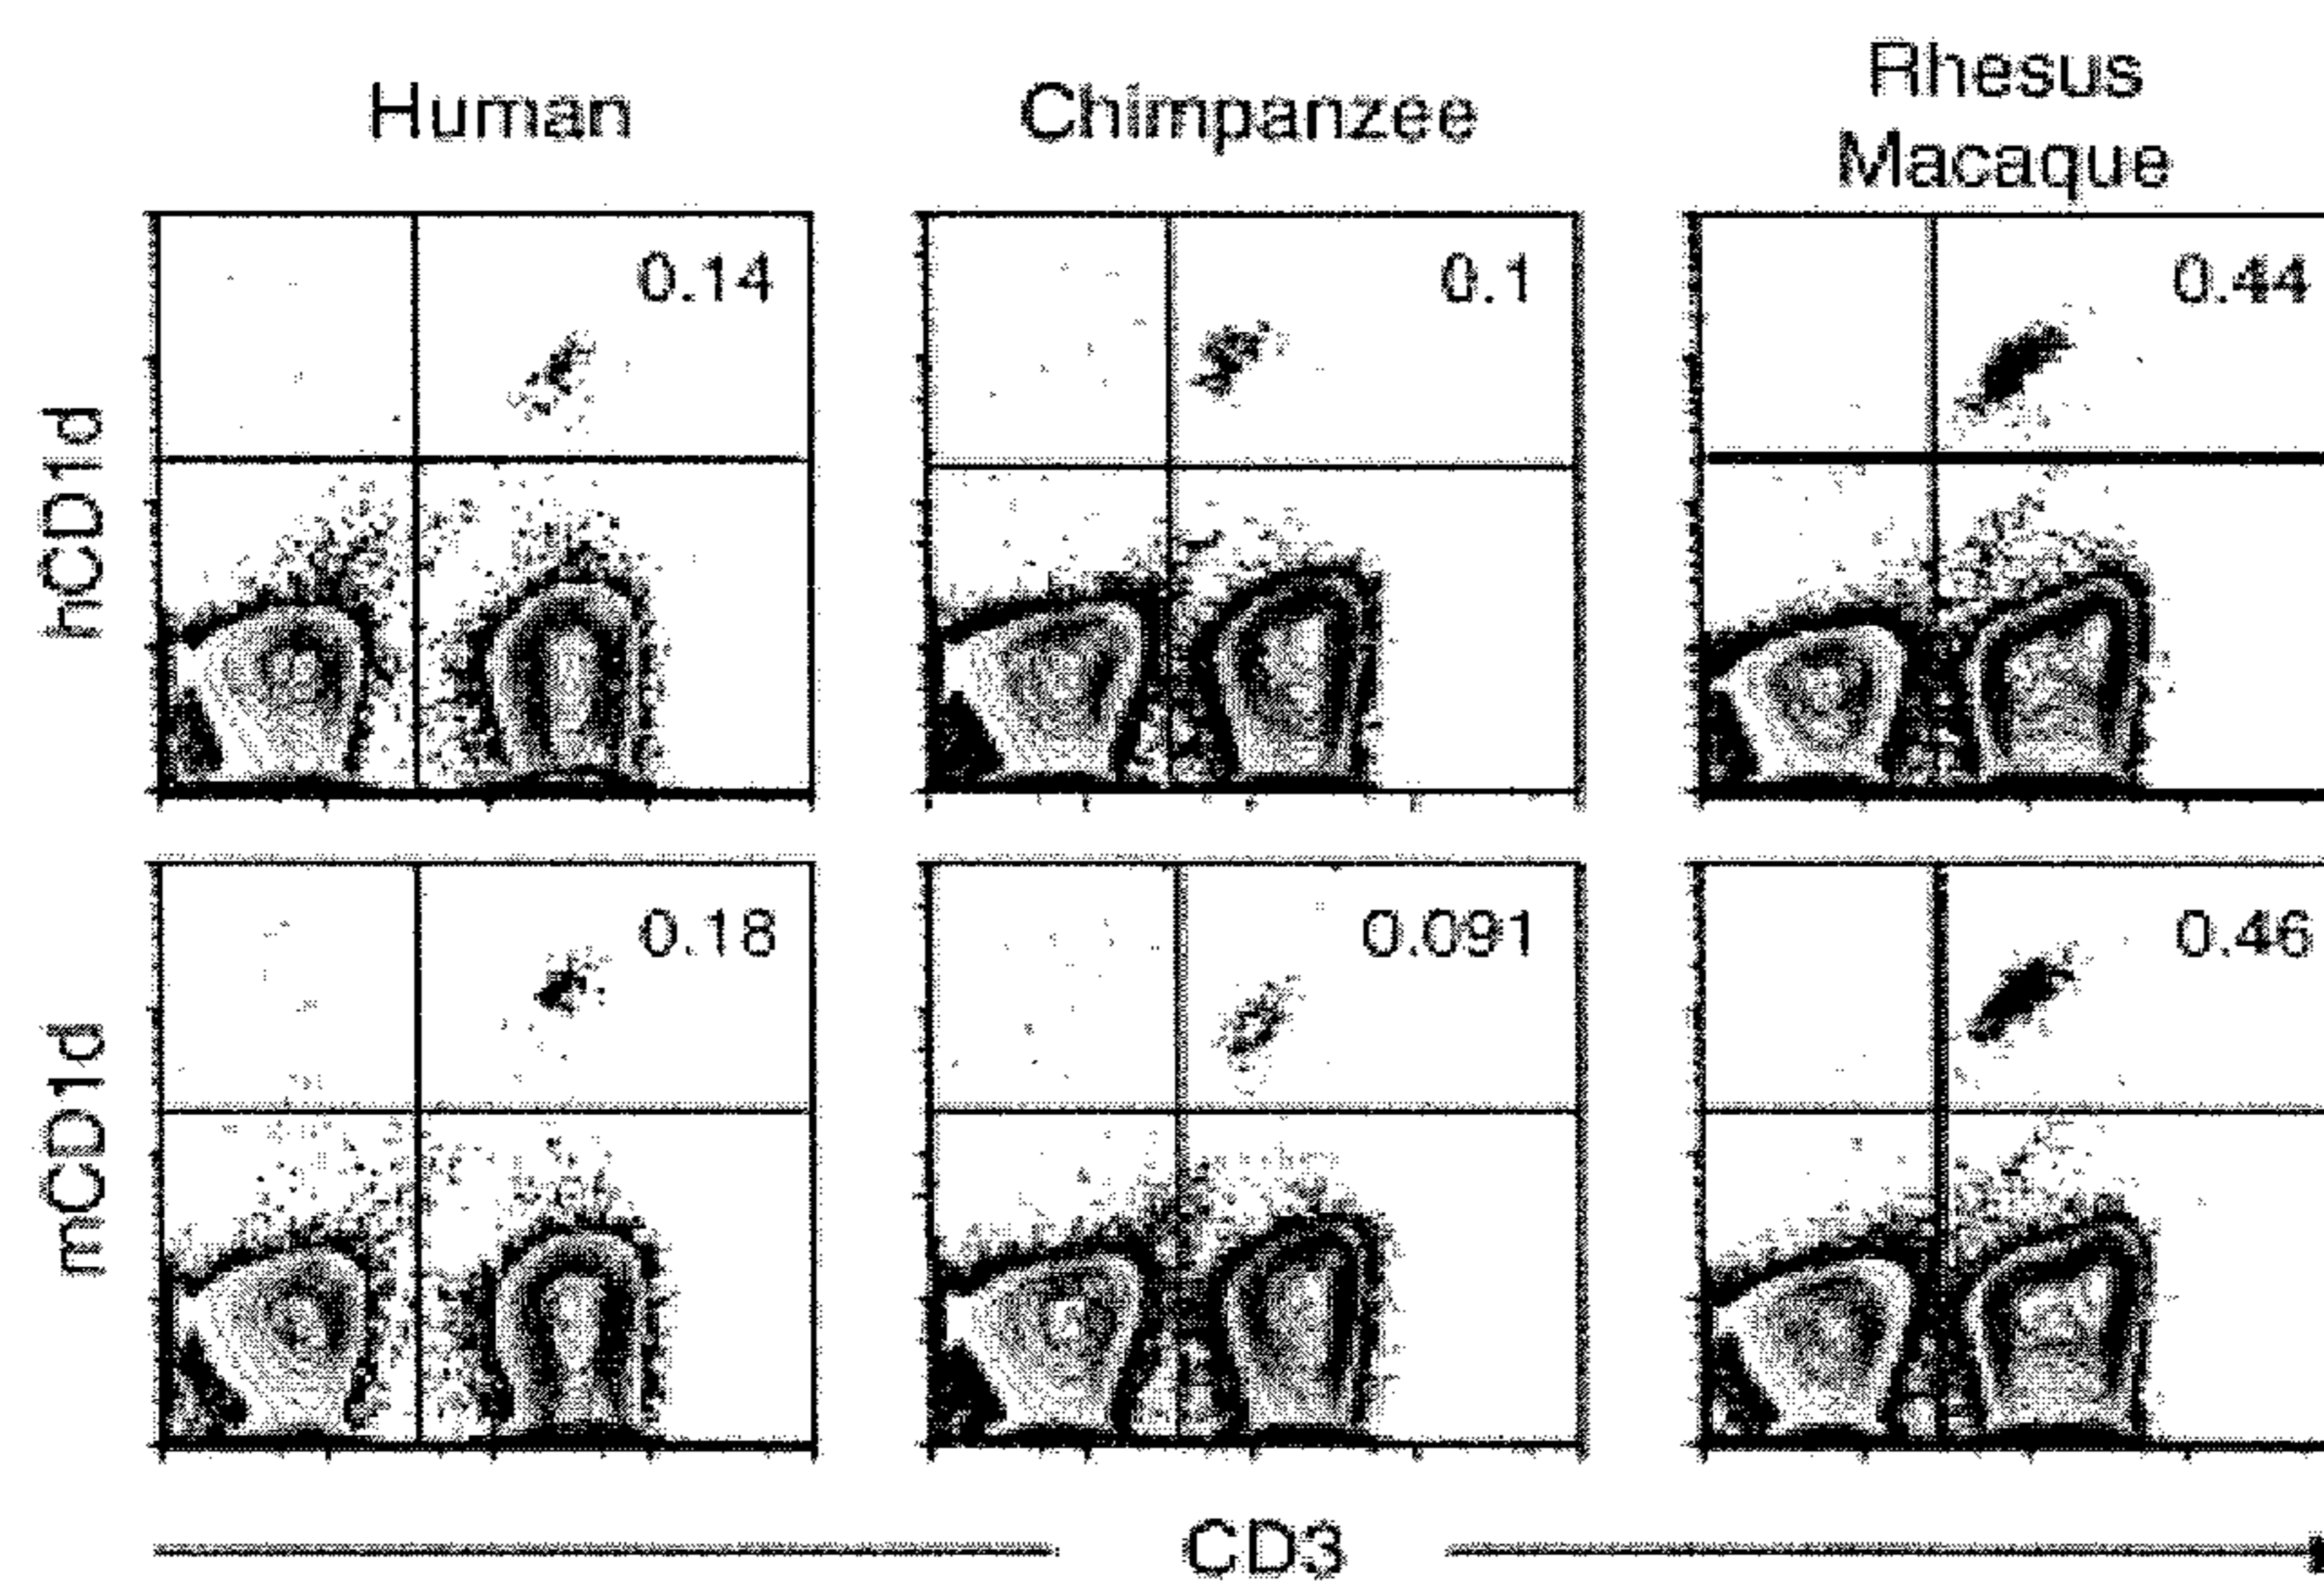 Human
Chimpanzee
Rhesus
Macaque
hCD1d
0.14
0.1
0.44
mCD1d
0.18
0.091
0.46
CD3